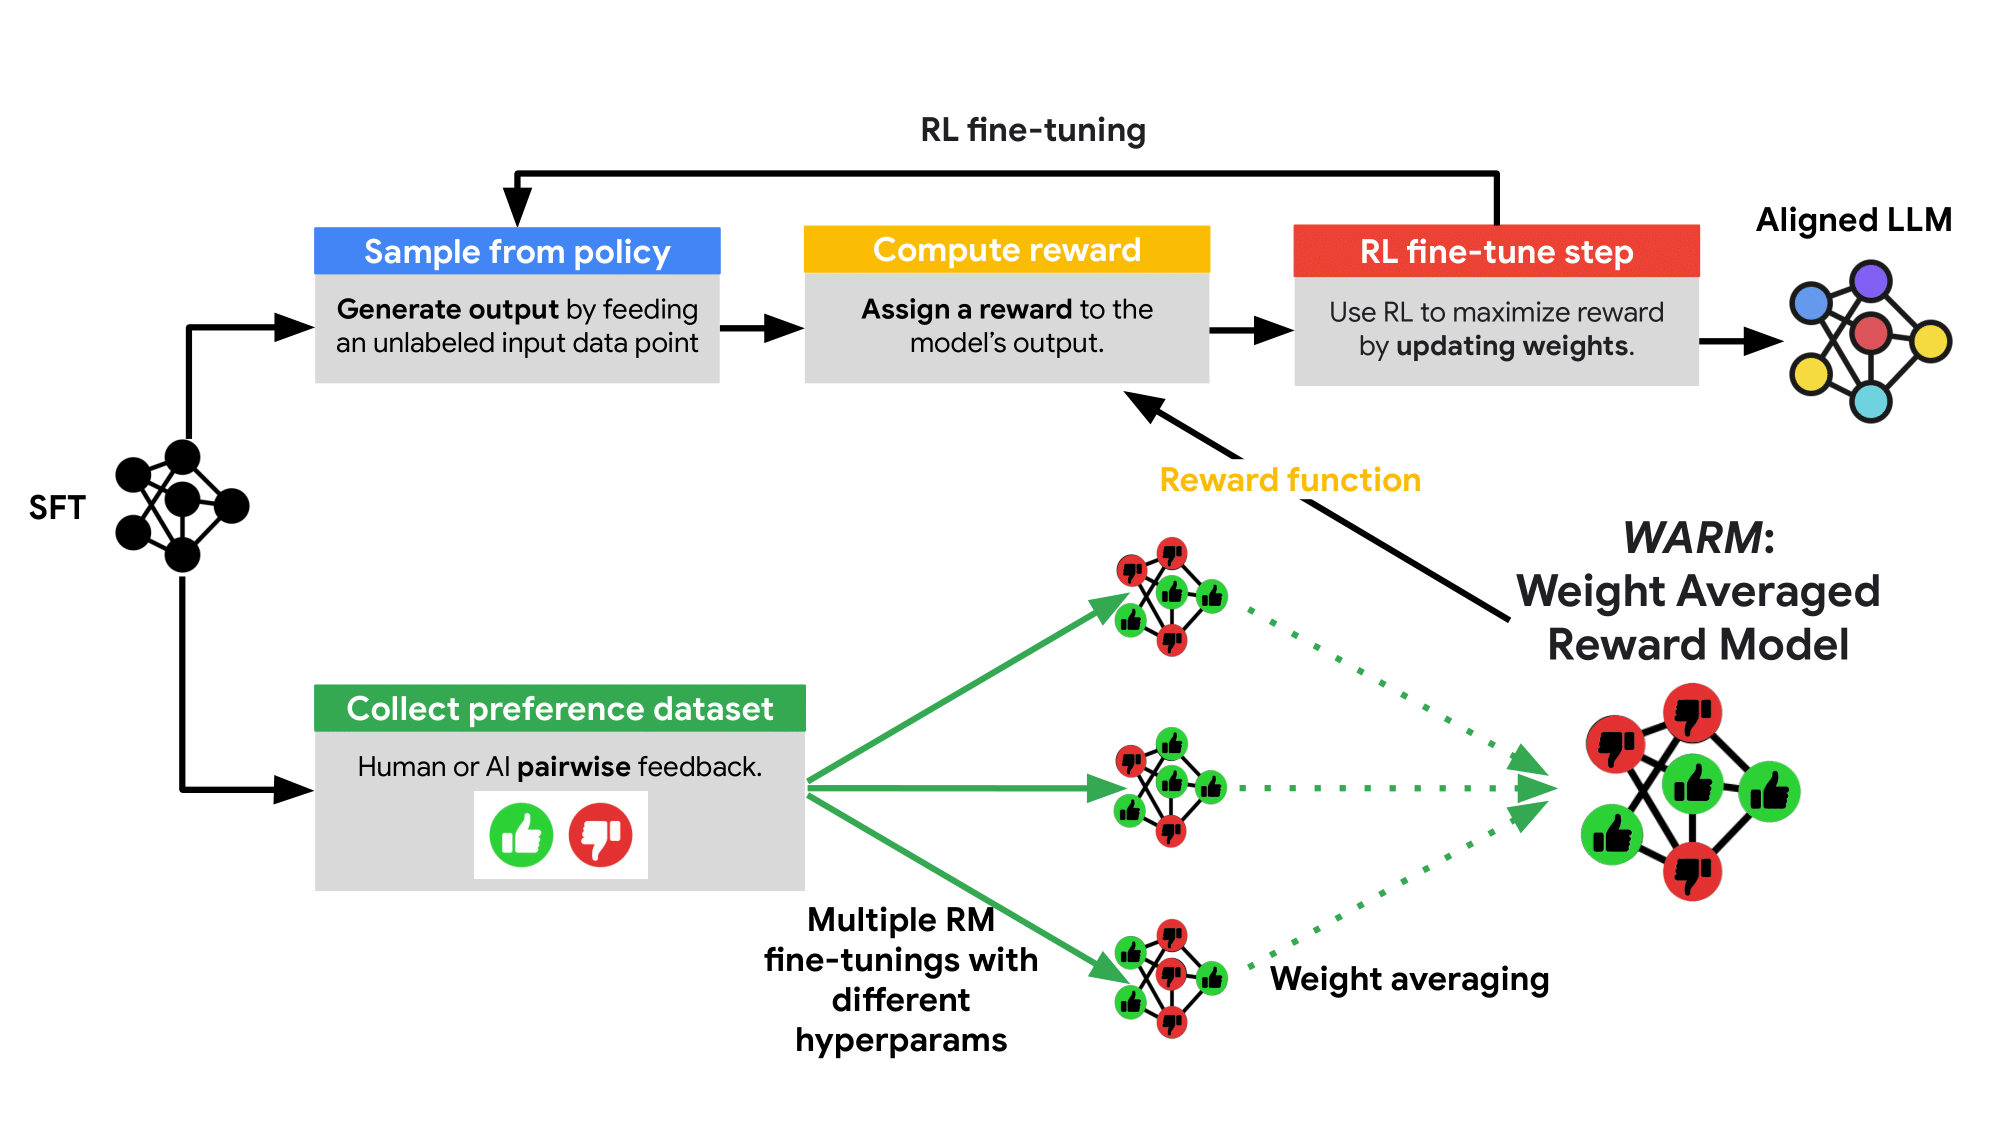 RL fine-tuning
Sample from policy
Generate output by feeding
an unlabeled input data point
Compute reward
Assign a reward to the
model's output.
RL fine-tune step
Use RL to maximize reward
by updating weights.
Aligned LLM
SFT
Reward function
WARM:
Weight Averaged
Reward Model
Collect preference dataset
Human or AI pairwise feedback.
Multiple RM
fine-tunings with
different
hyperparams
Weight averaging